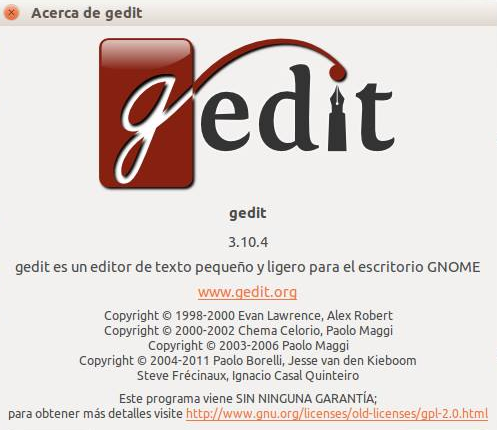 Acerca de gedit
gedit
gedit
3.10.4
gedit es un editor de texto pequeño y ligero para el escritorio GNOME
www.gedit.org
Copyright © 1998-2000 Evan Lawrence, Alex Robert
Copyright © 2000-2002 Chema Celorio, Paolo Maggi
Copyright © 2003-2006 Paolo Maggi
Copyright © 2004-2011 Paolo Borelli, Jesse van den Kieboom
Steve Frécinaux, Ignacio Casal Quinteiro
Este programa viene SIN NINGUNA GARANTÍA;
para obtener más detalles visite http://www.gnu.org/licenses/old-licenses/gpl-2.0.html